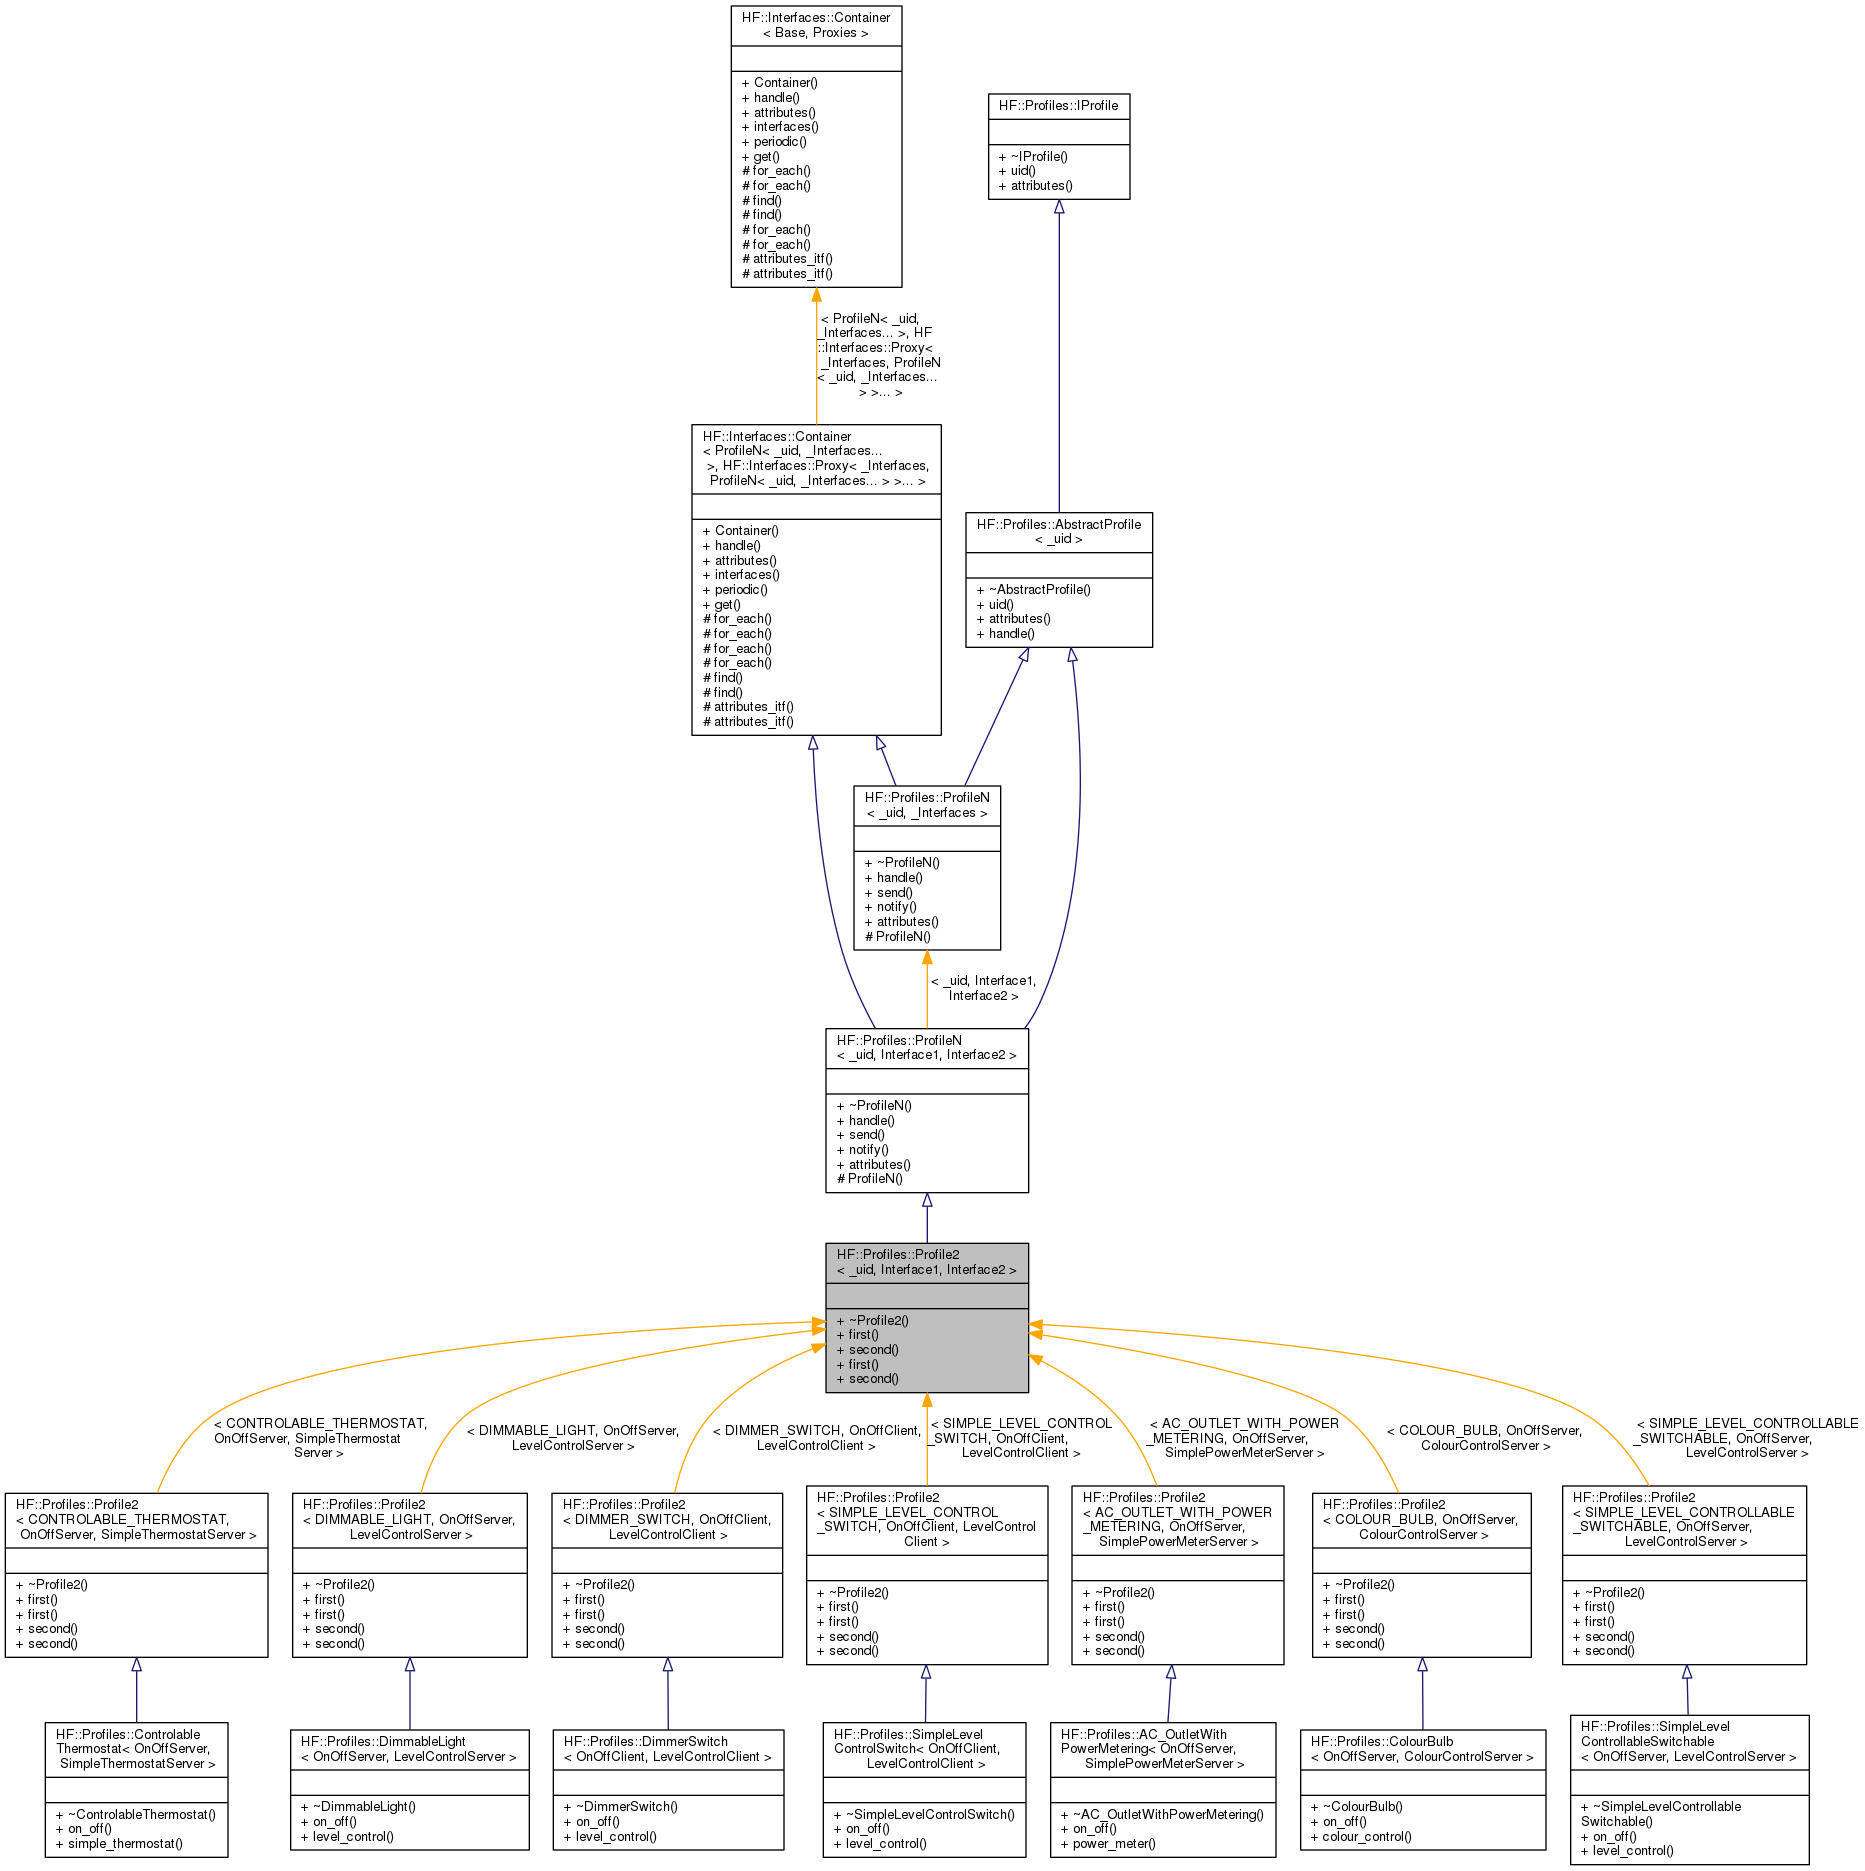 HF::Interfaces::Container
< Base, Proxies >
+ Container()
+ handle()
+ attributes()
+ interfaces()
+ periodic()
+ get()
# for_each()
# for_each()
# find()
# find()
# for_each()
# for_each()
# attributes_itf()
# attributes_itf()
HF::Profiles::IProfile
+ ~IProfile()
+ uid()
+ attributes()
< ProfileN< _uid,
_Interfaces... >, HF
::Interfaces::Proxy<
_Interfaces, ProfileN
< _uid, _Interfaces...
> >... >
HF::Interfaces::Container
< ProfileN< _uid, _Interfaces...
>, HF::Interfaces::Proxy< _Interfaces,
ProfileN< _uid, _Interfaces... > >... >
+ Container()
+ handle()
+ attributes()
+ interfaces()
+ periodic()
+ get()
# for_each()
# for_each()
# for_each()
# for_each()
# find()
# find()
# attributes_itf()
# attributes_itf()
HF::Profiles::AbstractProfile
< _uid >
+ ~AbstractProfile()
+ uid()
+ attributes()
+ handle()
HF::Profiles::ProfileN
< _uid, _Interfaces >
+ ~ProfileN()
+ handle()
+ send()
+ notify()
+ attributes()
# ProfileN()
< _uid, Interface1,
Interface2 >
HF::Profiles::ProfileN
< _uid, Interface1, Interface2 >
+ ~ProfileN()
+ handle()
+ send()
+ notify()
+ attributes()
# ProfileN()
HF::Profiles::Profile2
< _uid, Interface1, Interface2 >
+ ~Profile2()
+ first()
+ second()
+ first()
+ second()
< CONTROLABLE_THERMOSTAT,
OnOffServer, SimpleThermostat
Server >
< DIMMABLE_LIGHT, OnOffServer,
LevelControlServer >
< DIMMER_SWITCH, OnOffClient,
LevelControlClient >
< SIMPLE_LEVEL_CONTROL
_SWITCH, OnOffClient,
LevelControlClient >
< AC_OUTLET_WITH_POWER
_METERING, OnOffServer,
SimplePowerMeterServer >
< COLOUR_BULB, OnOffServer,
ColourControlServer >
< SIMPLE_LEVEL_CONTROLLABLE
_SWITCHABLE, OnOffServer,
LevelControlServer >
HF::Profiles::Profile2
< CONTROLABLE_THERMOSTAT,
OnOffServer, SimpleThermostatServer >
+ ~Profile2()
+ first()
+ first()
+ second()
+ second()
HF::Profiles::Profile2
< DIMMABLE_LIGHT, OnOffServer,
LevelControlServer >
+ ~Profile2()
+ first()
+ first()
+ second()
+ second()
HF::Profiles::Profile2
< DIMMER_SWITCH, OnOffClient,
LevelControlClient >
+ ~Profile2()
+ first()
+ first()
+ second()
+ second()
HF::Profiles::Profile2
< SIMPLE_LEVEL_CONTROL
_SWITCH, OnOffClient, LevelControl
Client >
+ ~Profile2()
+ first()
+ first()
+ second()
+ second()
HF::Profiles::Profile2
< AC_OUTLET_WITH_POWER
_METERING, OnOffServer,
SimplePowerMeterServer >
+ ~Profile2()
+ first()
+ first()
+ second()
+ second()
HF::Profiles::Profile2
< COLOUR_BULB, OnOffServer,
ColourControlServer >
+ ~Profile2()
+ first()
+ first()
+ second()
+ second()
HF::Profiles::Profile2
< SIMPLE_LEVEL_CONTROLLABLE
_SWITCHABLE, OnOffServer,
LevelControlServer >
+ ~Profile2()
+ first()
+ first()
+ second()
+ second()
HF::Profiles::Controlable
Thermostat< OnOffServer,
SimpleThermostatServer >
+ ~ControlableThermostat()
+ on_off()
+ simple_thermostat()
HF::Profiles::DimmableLight
< OnOffServer, LevelControlServer >
+ ~DimmableLight()
+ on_off()
+ level_control()
HF::Profiles::DimmerSwitch
< OnOffClient, LevelControlClient >
+ ~DimmerSwitch()
+ on_off()
+ level_control()
HF::Profiles::SimpleLevel
ControlSwitch< OnOffClient,
LevelControlClient >
+ ~SimpleLevelControlSwitch()
+ on_off()
+ level_control()
HF::Profiles::AC_OutletWith
PowerMetering< OnOffServer,
SimplePowerMeterServer >
+ ~AC_OutletWithPowerMetering()
+ on_off()
+ power_meter()
HF::Profiles::ColourBulb
< OnOffServer, ColourControlServer >
+ ~ColourBulb()
+ on_off()
+ colour_control()
HF::Profiles::SimpleLevel
ControllableSwitchable
< OnOffServer, LevelControlServer >
+ ~SimpleLevelControllable
Switchable()
+ on_off()
+ level_control()